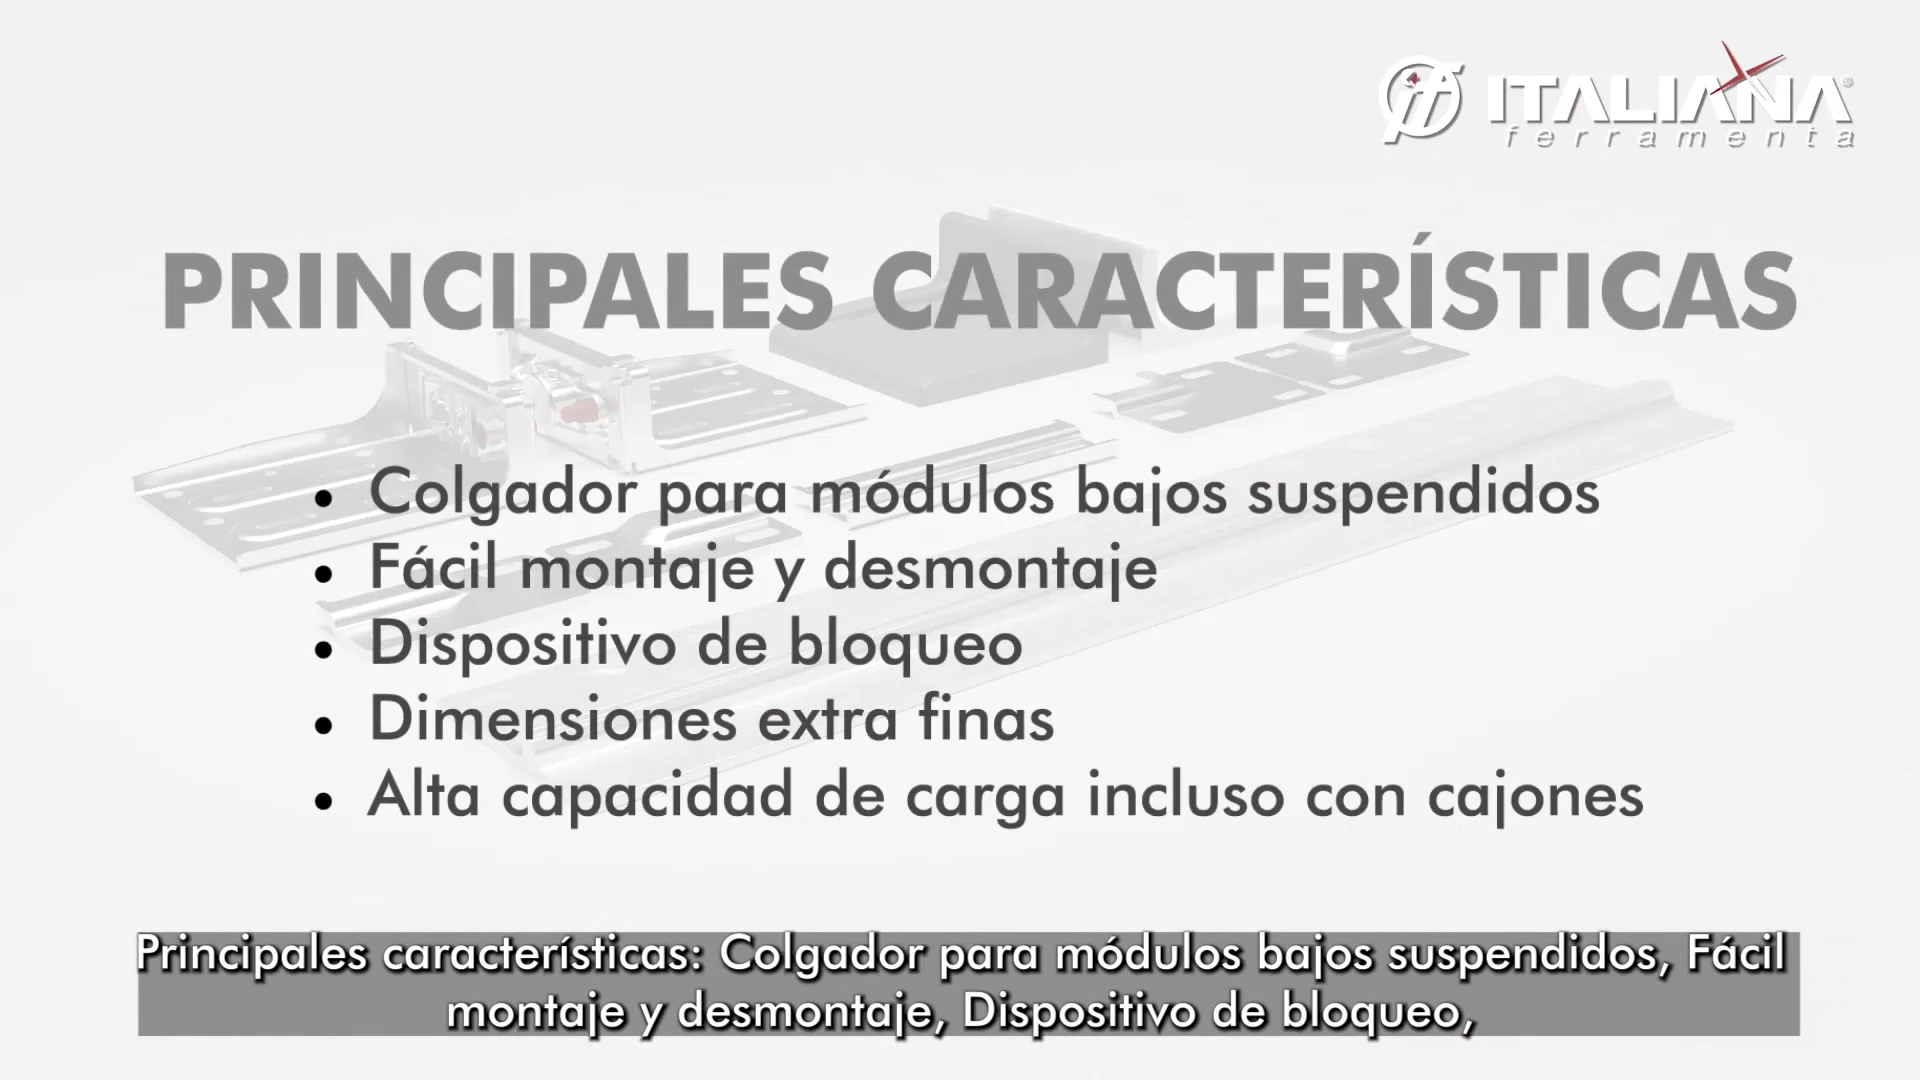 ITALIANA®
ferramenta
PRINCIPALES CARACTERÍSTICAS
• Colgador para módulos bajos suspendidos
• Fácil montaje y desmontaje
• Dispositivo de bloqueo
• Dimensiones extra finas
• Alta capacidad de carga incluso con cajones
Principales características: Colgador para módulos bajos suspendidos, Fácil
montaje y desmontaje, Dispositivo de bloqueo,